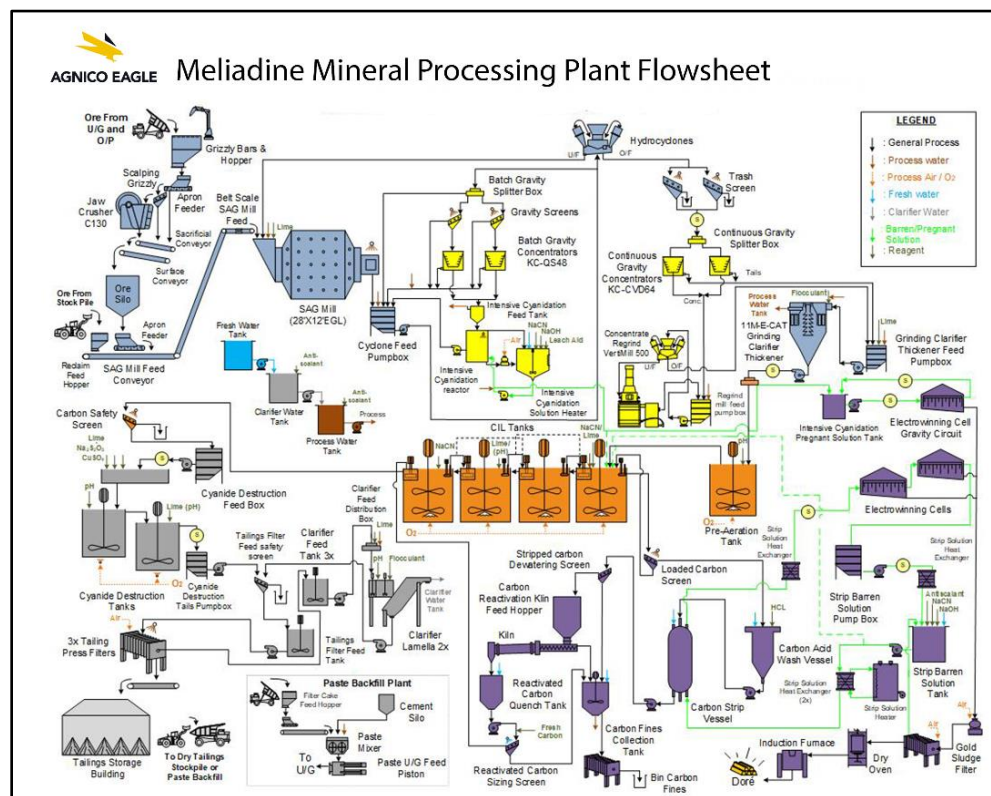 AGNICO EAGLE
Meliadine Mineral Processing Plant Flowsheet
LEGEND
: General Process
: Process water
: Process Air / O2
: Fresh water
: Clarifier Water
: Barren/Pregnant
Solution
: Reagent
Ore From
U/G and
O/P
Grizzly Bars &
Hopper
Scalping
Grizzly
Jaw
Crusher
C130
Apron
Feeder
Sacrificial
Conveyor
Surface
Conveyor
Ore
Silo
Ore From
Stock Pile
Apron
Feeder
Reclaim Feed
Hopper
SAG Mill Feed
Conveyor
Belt Scale
SAG Mill
Feed
Lime
SAG Mill
(28'X12'EGL)
Hydrocyclones
U/F
O/F
Batch Gravity
Splitter Box
Gravity Screens
Batch Gravity
Concentrators
KC-QS48
Cyclone Feed
Pumpbox
Intensive Cyanidation
Feed Tank
NaCN
NaOH
Leach Aid
Air
Intensive
Cyanidation
reactor
Intensive
Cyanidation
Solution Heater
Trash
Screen
S
Continuous Gravity
Splitter Box
Continuous
Gravity
Concentrators
KC-CVD64
Tails
Conc.
Concentrate
Regrind
VertiMill 500
U/F
O/F
Regrind
mill feed
pump box
Process
Water
Tank
Flocculant
11M-E-CAT
Grinding
Clarifier
Thickener
Lime
Grinding Clarifier
Thickener Feed
Pumpbox
S
S
Intensive Cyanidation
Pregnant Solution Tank
Electrowinning Cell
Gravity Circuit
Fresh Water
Tank
Anti-
scalant
Clarifier Water
Tank
Anti-
scalant
Process
Process Water
Tank
Carbon Safety
Screen
Lime
Na2S2O5
CuSO4
S
Cyanide Destruction
Feed Box
pH
Lime (pH)
S
O2
Cyanide Destruction
Tanks
Cyanide
Destruction
Tails Pumpbox
Tailings Filter
Feed safety
screen
Clarifier
Feed
Tank 3x
Clarifier
Feed
Distribution
Box
Lime
pH
Flocculant
Clarifier
Water
Tank
Clarifier
Lamella 2x
Tailings
Filter Feed
Tank
Air
3x Tailing
Press Filters
Tailings Storage
Building
To Dry Tailings
Stockpile or
Paste Backfill
Paste Backfill Plant
Filter Cake
Feed Hopper
Cement
Silo
Paste
Mixer
To
U/G
Paste U/G Feed
Piston
CIL Tanks
NaCN
Lime/
(pH)
NaCN/
Lime
O2
pH
O2
Pre-Aeration
Tank
Stripped carbon
Devatering Screen
Carbon
Reactivation Klin
Feed Hopper
Kiln
Reactivated
Carbon
Quench Tank
Fresh
Carbon
Reactivated Carbon
Sizing Screen
Carbon Fines
Collection
Tank
Bin Carbon
Fines
Loaded Carbon
Screen
HCL
Carbon Acid
Wash Vessel
Carbon Strip
Vessel
Strip Solution
Heat
Exchanger
S
Electrowinning Cells
Strip Solution
Heat
Exchanger
S
Strip Barren
Solution
Pump Box
Antiscalant
NaCN
NaOH
Strip Barren
Solution
Tank
Strip Solution
Heat Exchanger
(2x)
Strip Solution
Heater
Air
Air
Gold
Sludge
Filter
Dry
Oven
Induction Furnace
Doré